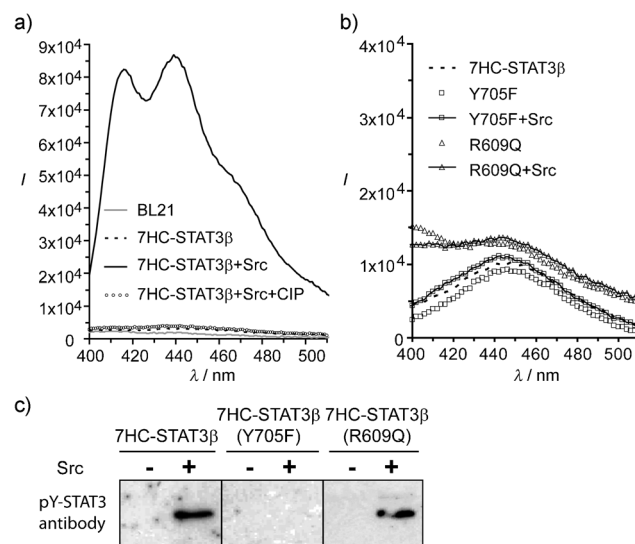 a)
9x10⁴
8x10⁴
7x10⁴
6x10⁴
5x10⁴
4x10⁴
3x10⁴
2x10⁴
1x10⁴
0
I
BL21
7HC-STAT3β
7HC-STAT3β+Src
7HC-STAT3β+Src+CIP
400 420 440 460 480 500
λ / nm
b)
4x10⁴
3x10⁴
2x10⁴
1x10⁴
0
I
7HC-STAT3β
Y705F
Y705F+Src
R609Q
R609Q+Src
400 420 440 460 480 500
λ / nm
c)
7HC-STAT3β
7HC-STAT3β
(Y705F)
7HC-STAT3β
(R609Q)
Src - + - + - +
pY-STAT3
antibody